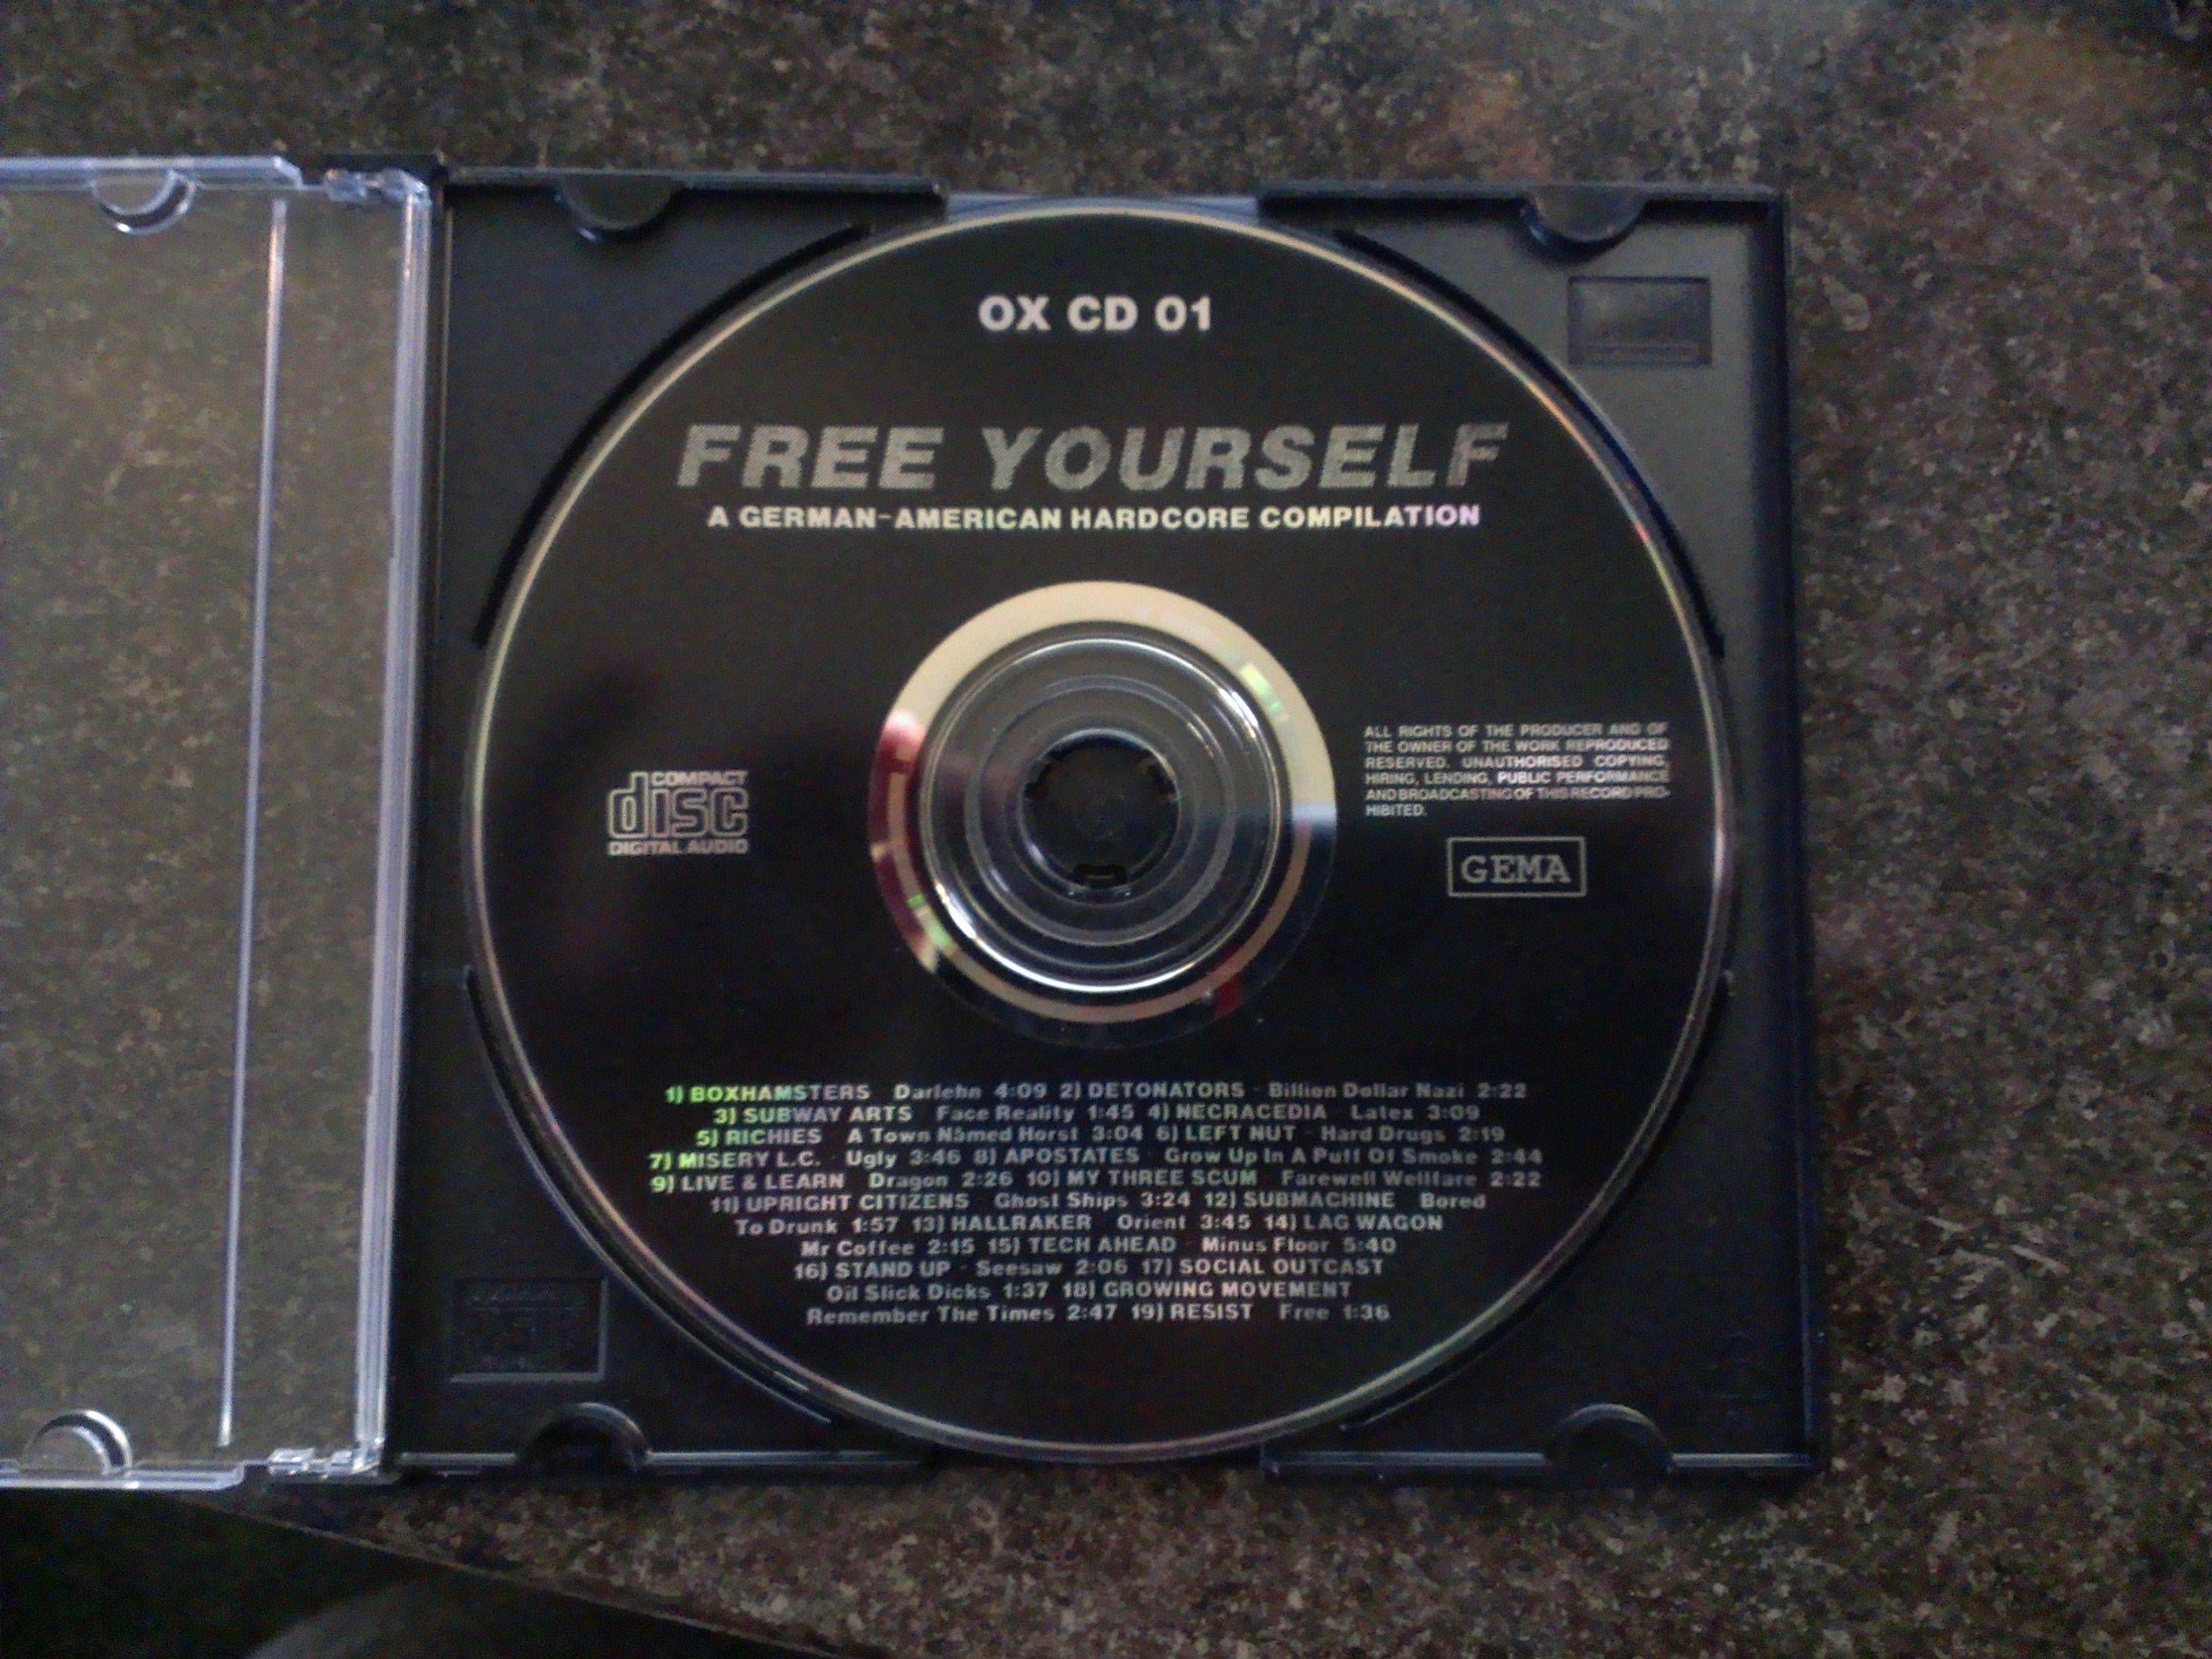 OX CD 01
FREE YOURSELF
A GERMAN-AMERICAN HARDCORE COMPILATION
COMPACT
disc
DIGITAL AUDIO
ALL RIGHTS OF THE PRODUCER AND OF
THE OWNER OF THE WORK REPRODUCED
RESERVED. UNAUTHORISED COPYING,
HIRING, LENDING, PUBLIC PERFORMANCE
AND BROADCASTING OF THIS RECORD PRO-
HIBITED.
GEMA
1) BOXHAMSTERS Darlehn 4:09 2) DETONATORS - Billion Dollar Nazi 2:22
3) SUBWAY ARTS Face Reality 1:45 4) NECRACEDIA Latex 3:09
5) RICHIES A Town Named Horst 3:04 6) LEFT NUT - Hard Drugs 2:19
7) MISERY L.C. - Ugly 3:46 8) APOSTATES - Grow Up In A Puff Of Smoke 2:44
9) LIVE & LEARN Dragon 2:26 10) MY THREE SCUM Farewell Wellfare 2:22
11) UPRIGHT CITIZENS Ghost Ships 3:24 12) SUBMACHINE Bored
To Drunk 1:57 13) HALLRAKER Orient 3:45 14) LAG WAGON
Mr Coffee 2:15 15) TECH AHEAD - Minus Floor 5:40
16) STAND UP - Seesaw 2:06 17) SOCIAL OUTCAST
Oil Slick Dicks 1:37 18) GROWING MOVEMENT
Remember The Times 2:47 19) RESIST Free 1:36